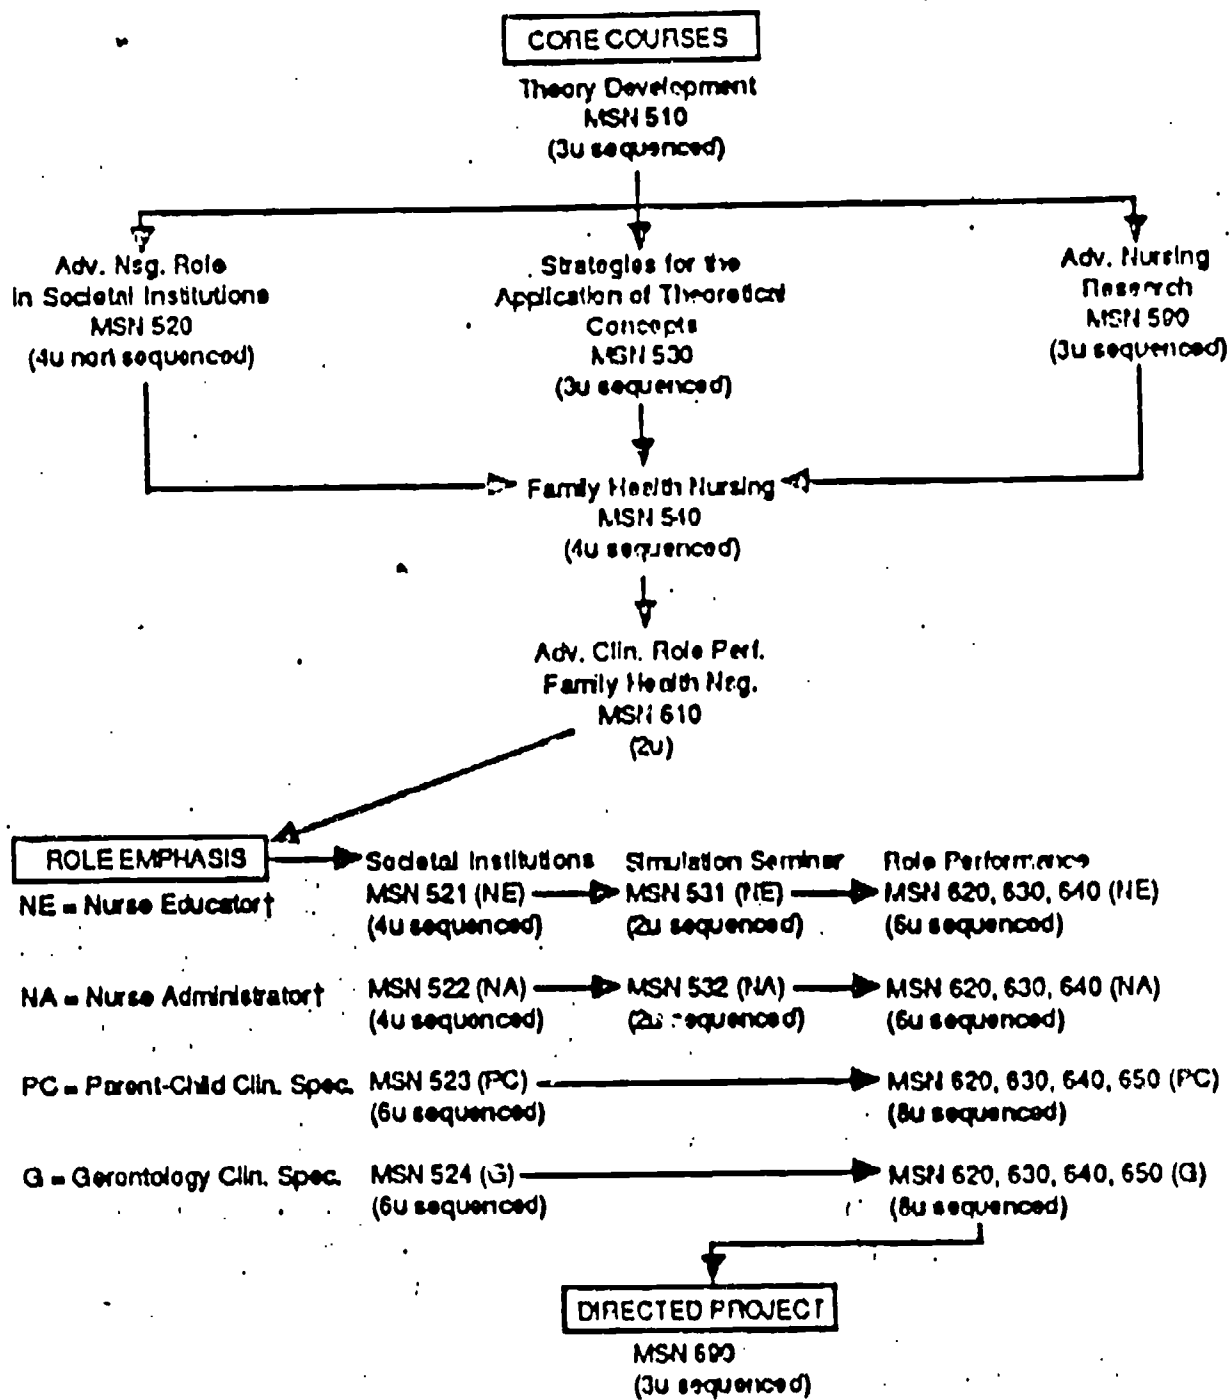 CORE COURSES
Theory Development
MSN 510
(3u sequenced)
Adv. Nsg. Role
in Societal Institutions
MSN 520
(4u non sequenced)
Strategies for the
Application of Theoretical
Concepts
MSN 530
(3u sequenced)
Adv. Nursing
Research
MSN 590
(3u sequenced)
Family Health Nursing
MSN 540
(4u sequenced)
Adv. Clin. Role Perf.
Family Health Nsg.
MSN 610
(2u)
ROLE EMPHASIS
Societal Institutions
Simulation Seminar
Role Performance
NE = Nurse Educator†
MSN 521 (NE)
(4u sequenced)
MSN 531 (NE)
(2u sequenced)
MSN 620, 630, 640 (NE)
(6u sequenced)
NA = Nurse Administrator†
MSN 522 (NA)
(4u sequenced)
MSN 532 (NA)
(2u sequenced)
MSN 620, 630, 640 (NA)
(6u sequenced)
PC = Parent-Child Clin. Spec.
MSN 523 (PC)
(6u sequenced)
MSN 620, 630, 640, 650 (PC)
(8u sequenced)
G = Gerontology Clin. Spec.
MSN 524 (G)
(6u sequenced)
MSN 620, 630, 640, 650 (G)
(8u sequenced)
DIRECTED PROJECT
MSN 690
(3u sequenced)